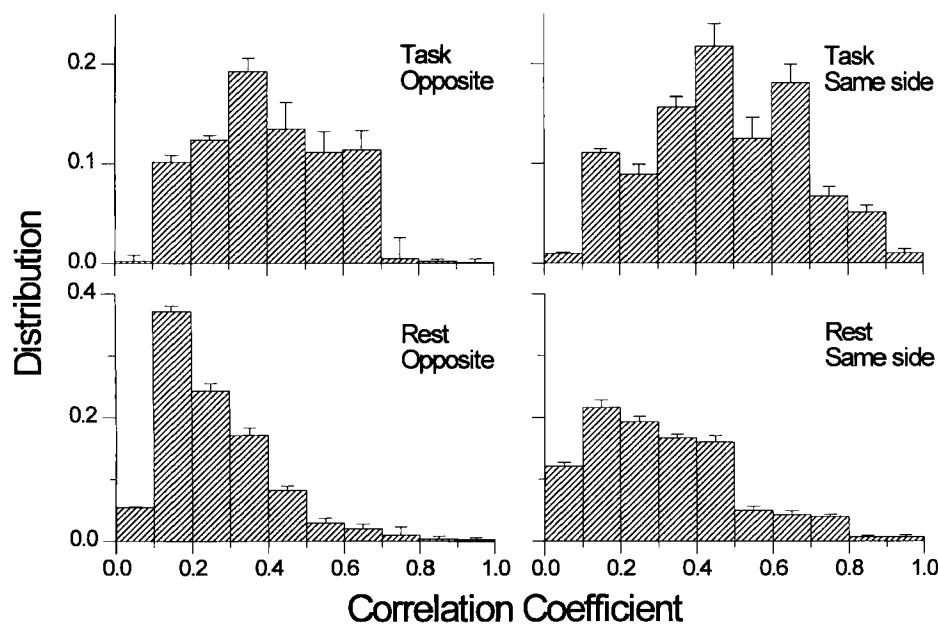 Task
Opposite
Task
Same side
0.2
0.1
0.0
Distribution
Rest
Opposite
Rest
Same side
0.4
0.2
0.0
0.0 0.2 0.4 0.6 0.8 1.0
0.0 0.2 0.4 0.6 0.8 1.0
Correlation Coefficient